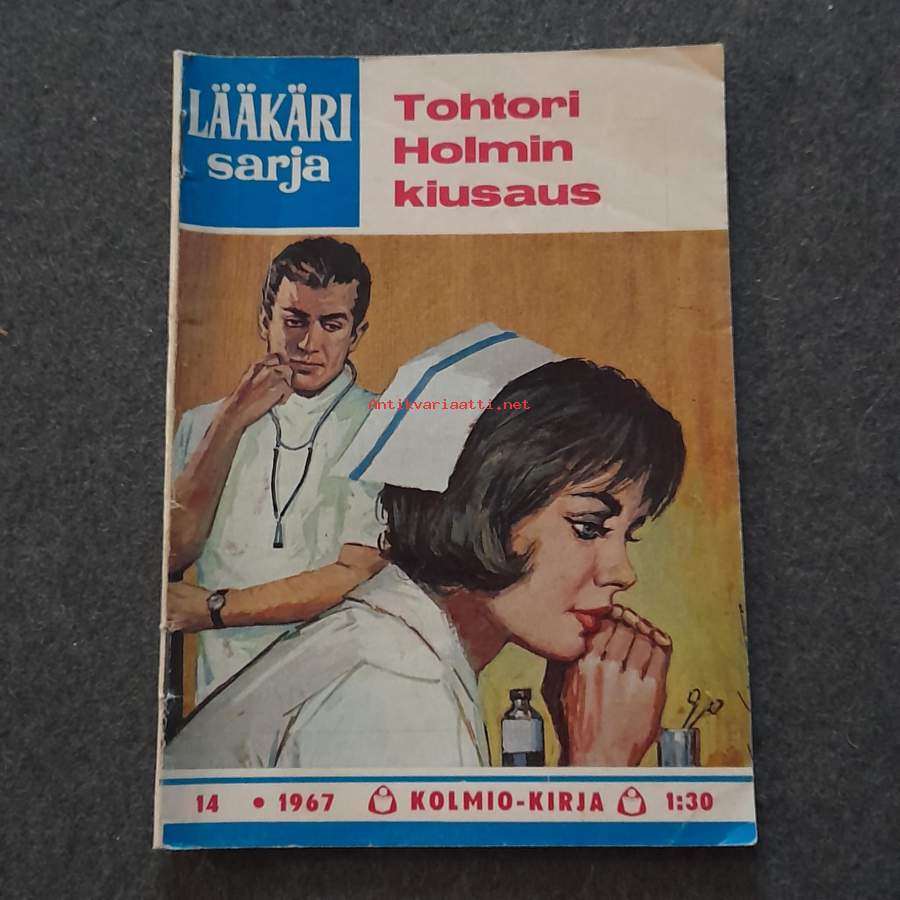 LÄÄKÄRI
sarja
Tohtori
Holmin
kiusaus
Antikvariaatti.net
14 • 1967 KOLMIO-KIRJA 1:30